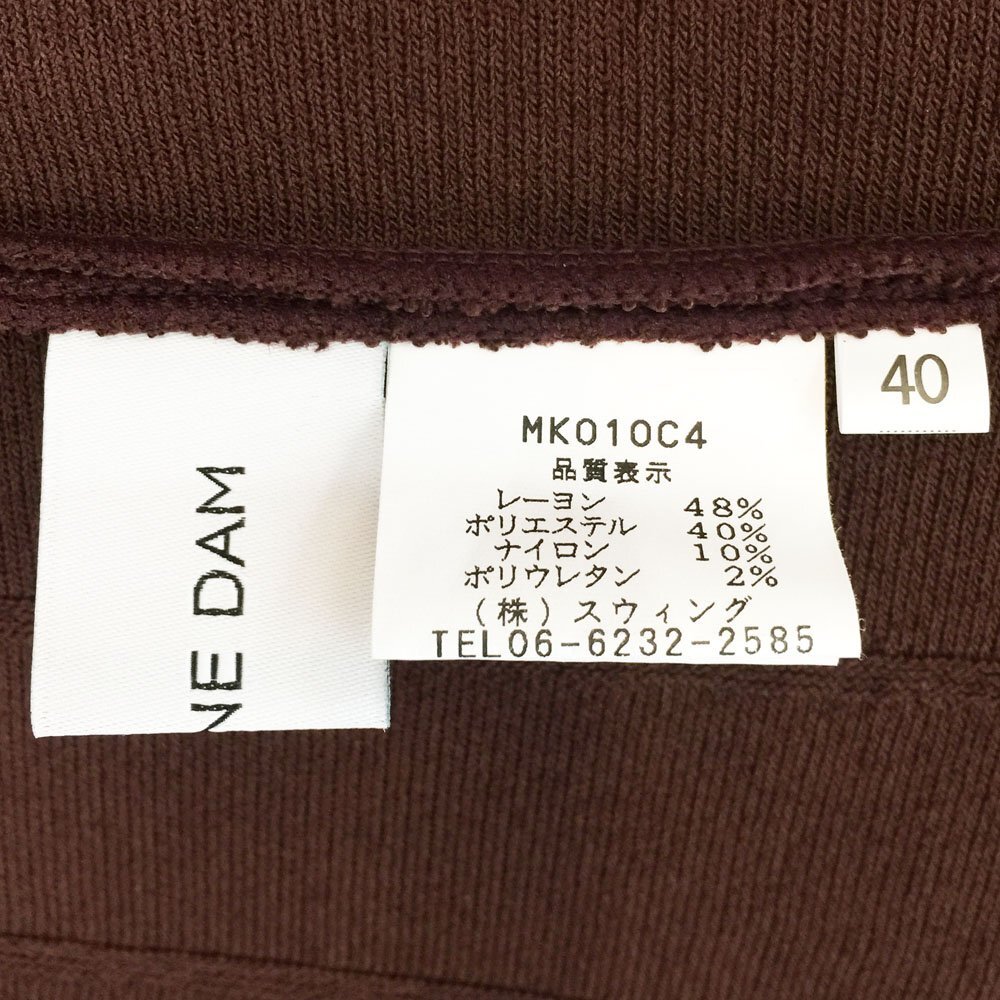 NE DAM
MK010C4
品質表示
レーヨン 48%
ポリエステル 40%
ナイロン 10%
ポリウレタン 2%
(株)スウィング
TEL06-6232-2585
40